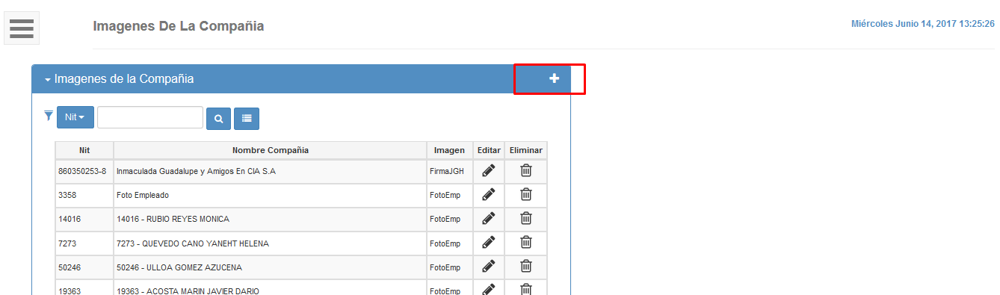 Imagenes De La Compañia
Miércoles Junio 14, 2017 13:25:26
Imagenes de la Compañia
Nit
Nit Nombre Compañia Imagen Editar Eliminar
860350253-8 Inmaculada Guadalupe y Amigos En CIA S.A FirmaJGH
3358 Foto Empleado FotoEmp
14016 14016 - RUBIO REYES MONICA FotoEmp
7273 7273 - QUEVEDO CANO YANEHT HELENA FotoEmp
50246 50246 - ULLOA GOMEZ AZUCENA FotoEmp
19363 19363 - ACOSTA MARIN JAVIER DARIO FotoEmp